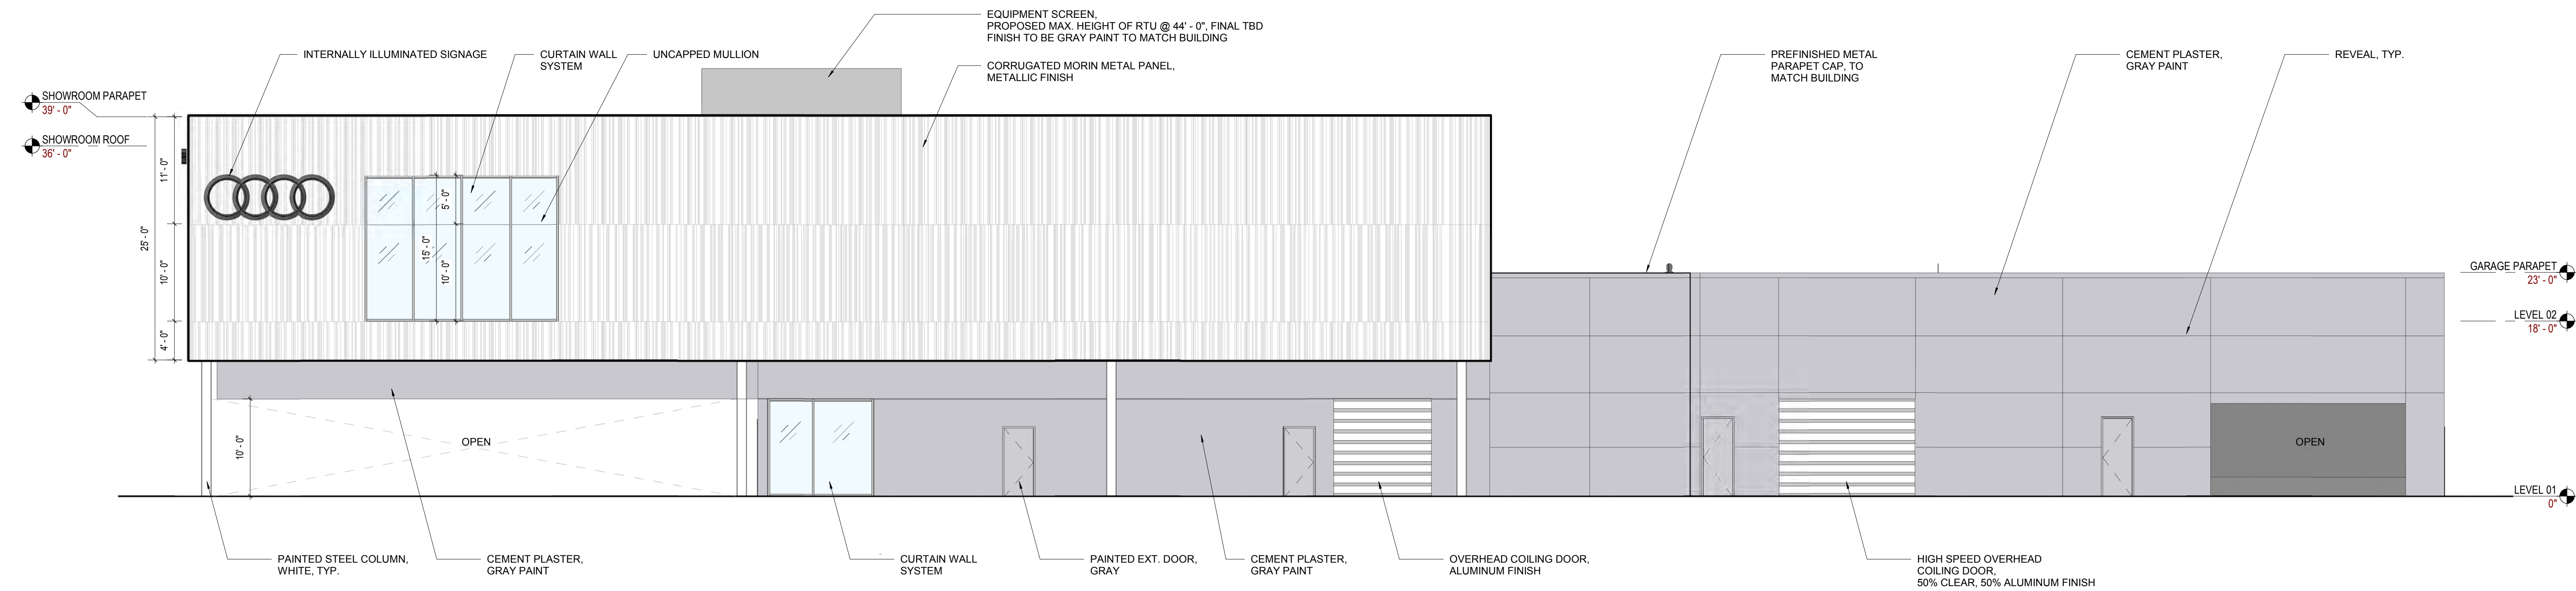 EQUIPMENT SCREEN,
PROPOSED MAX. HEIGHT OF RTU @ 44' - 0", FINAL TBD
FINISH TO BE GRAY PAINT TO MATCH BUILDING
INTERNALLY ILLUMINATED SIGNAGE
CURTAIN WALL
SYSTEM
UNCAPPED MULLION
CORRUGATED MORIN METAL PANEL,
METALLIC FINISH
PREFINISHED METAL
PARAPET CAP, TO
MATCH BUILDING
CEMENT PLASTER,
GRAY PAINT
REVEAL, TYP.
SHOWROOM PARAPET
39' - 0"
SHOWROOM ROOF
36' - 0"
11' - 0"
25' - 0"
10' - 0"
4' - 0"
5' - 0"
15' - 0"
10' - 0"
GARAGE PARAPET
23' - 0"
LEVEL 02
18' - 0"
10' - 0"
OPEN
OPEN
LEVEL 01
0"
PAINTED STEEL COLUMN,
WHITE, TYP.
CEMENT PLASTER,
GRAY PAINT
CURTAIN WALL
SYSTEM
PAINTED EXT. DOOR,
GRAY
CEMENT PLASTER,
GRAY PAINT
OVERHEAD COILING DOOR,
ALUMINUM FINISH
HIGH SPEED OVERHEAD
COILING DOOR,
50% CLEAR, 50% ALUMINUM FINISH